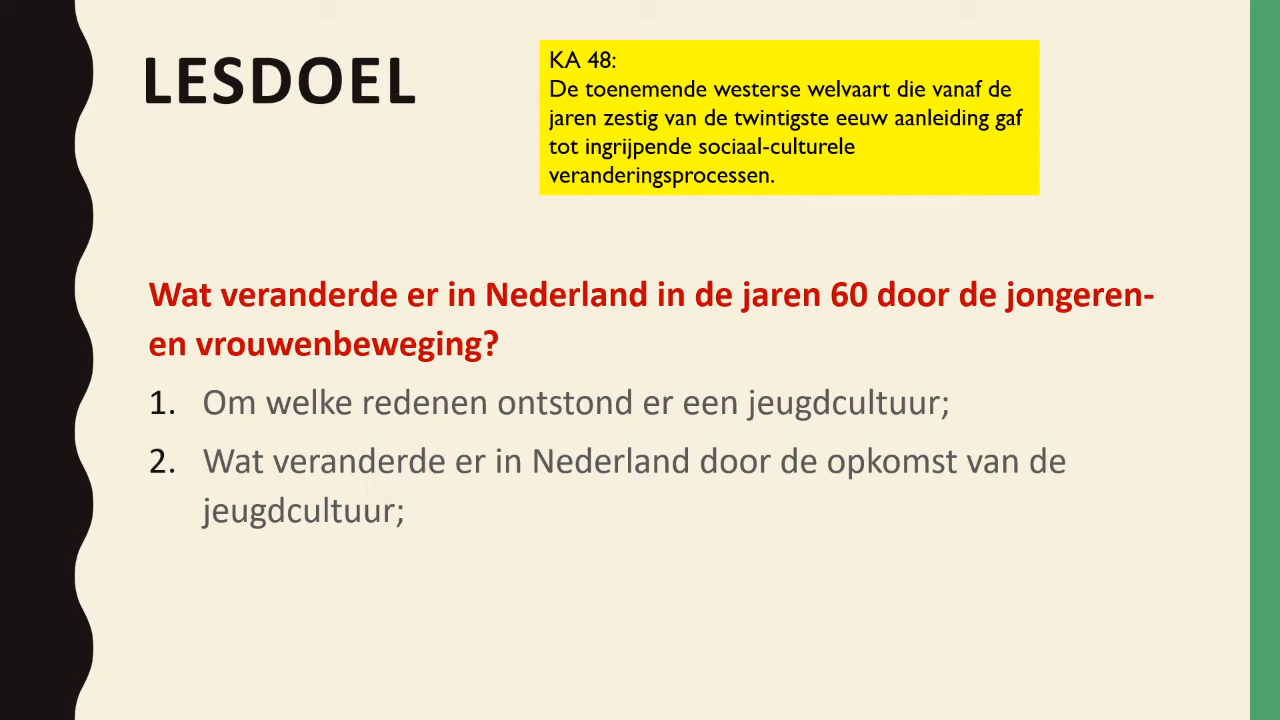 LESDOEL
KA 48:
De toenemende westerse welvaart die vanaf de
jaren zestig van de twintigste eeuw aanleiding gaf
tot ingrijpende sociaal-culturele
veranderingsprocessen.
Wat veranderde er in Nederland in de jaren 60 door de jongeren-
en vrouwenbeweging?
1. Om welke redenen ontstond er een jeugdcultuur;
2. Wat veranderde er in Nederland door de opkomst van de
jeugdcultuur;